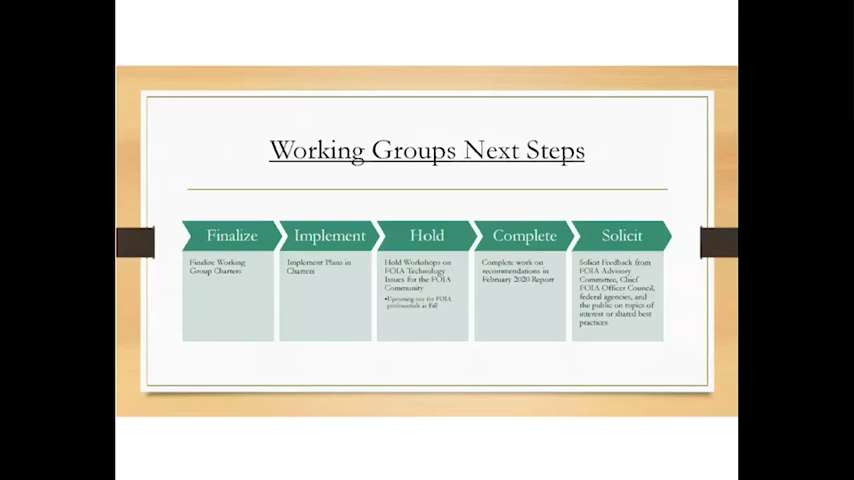 Working Groups Next Steps
Finalize
Implement
Hold
Complete
Solicit
Finalize Working
Group Charters
Implement Plans in
Charters
Hold Workshops on
FOIA Technology
Issues for the FOIA
Community
•Upcoming one for FOIA
professionals in Fall
Complete work on
recommendations in
February 2020 Report
Solicit Feedback from
FOIA Advisory
Committee, Chief
FOIA Officer Council,
federal agencies, and
the public on topics of
interest or shared best
practices